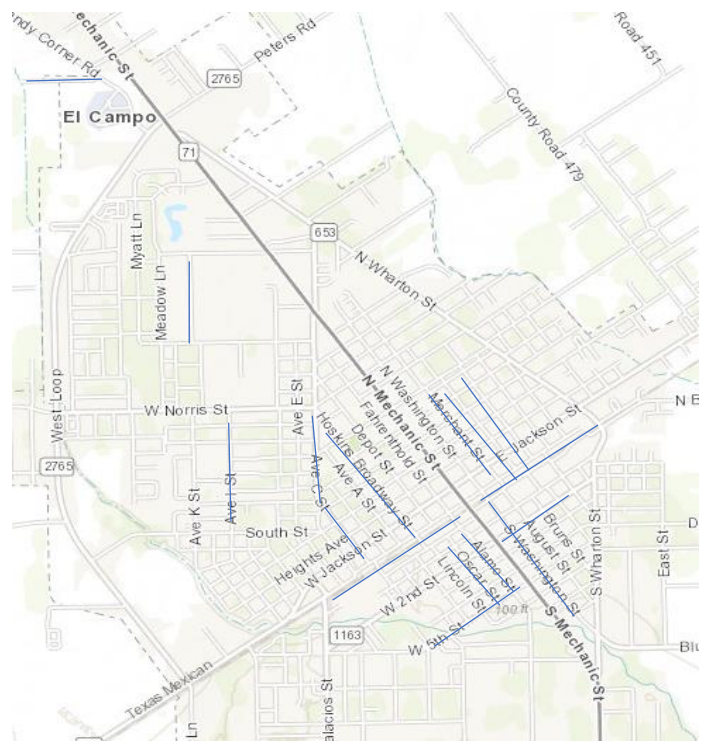 echanic-St
ndy Corner Rd
Peters Rd
Road 451
2765
El Campo
County Road 479
71
653
Myatt Ln
N Wharton St
Meadow Ln
West Loop
N Washington St
N-Mechanic-St
Merchant St
W Norris St
Ave E St
Fahrenthold St
E
Jackson St
N B
Depot St
Hoskins Broadway St
Ave A St
Ave C St
2765
Ave I St
Ave K St
South St
Heights Ave
W Jackson St
Bruns St
August St
S Washington St
S Wharton St
East St
D
Alamo St
Oscar St
Lincoln St
W 2nd St
100 ft
S-Mechanic-St
1163
W 5th St
Blu
Texas Mexican
alacios St
Ln